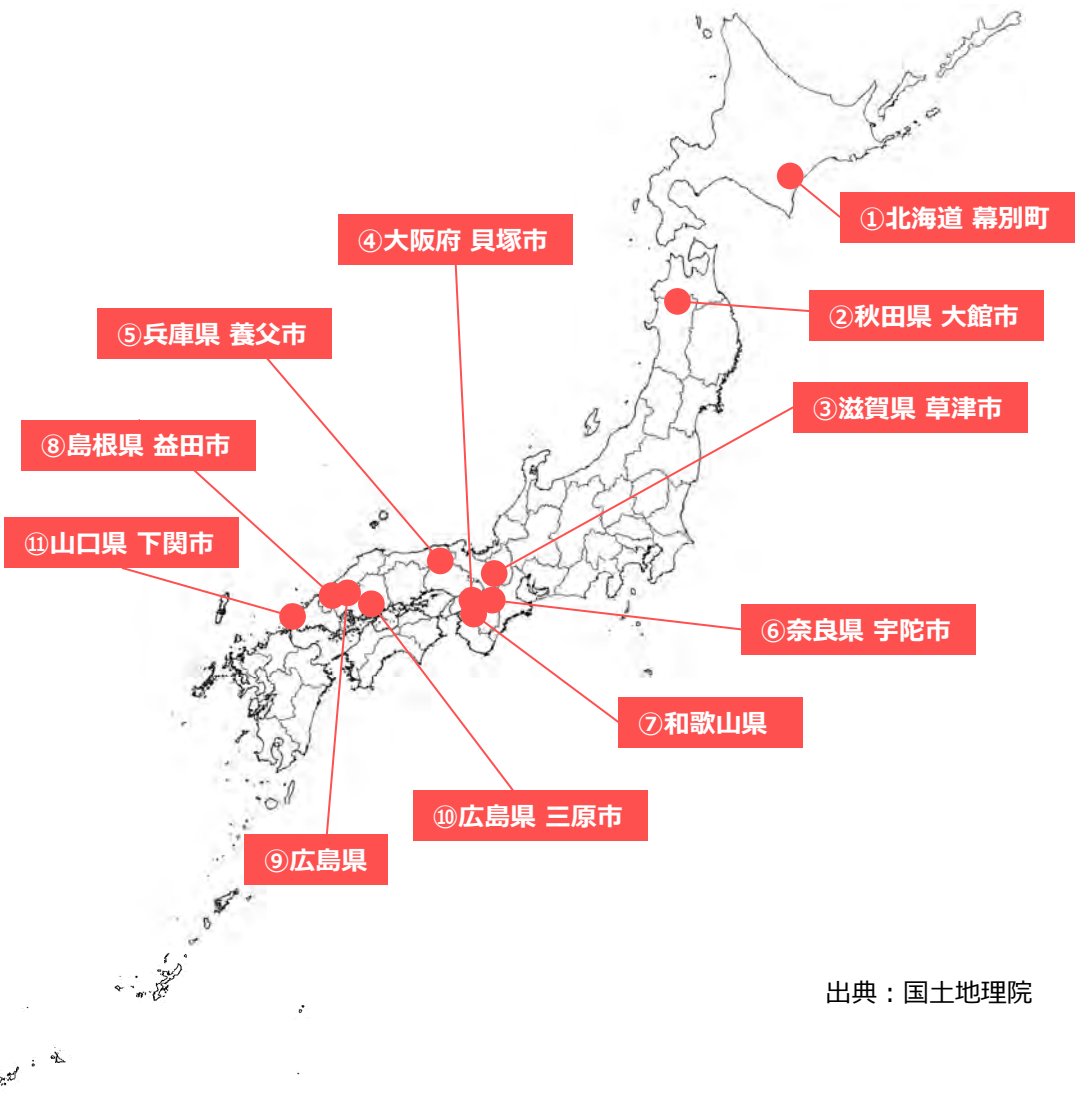 ①北海道 幕別町
④大阪府 貝塚市
②秋田県 大館市
⑤兵庫県 養父市
③滋賀県 草津市
⑧島根県 益田市
⑪山口県 下関市
⑥奈良県 宇陀市
⑦和歌山県
⑩広島県 三原市
⑨広島県
出典：国土地理院